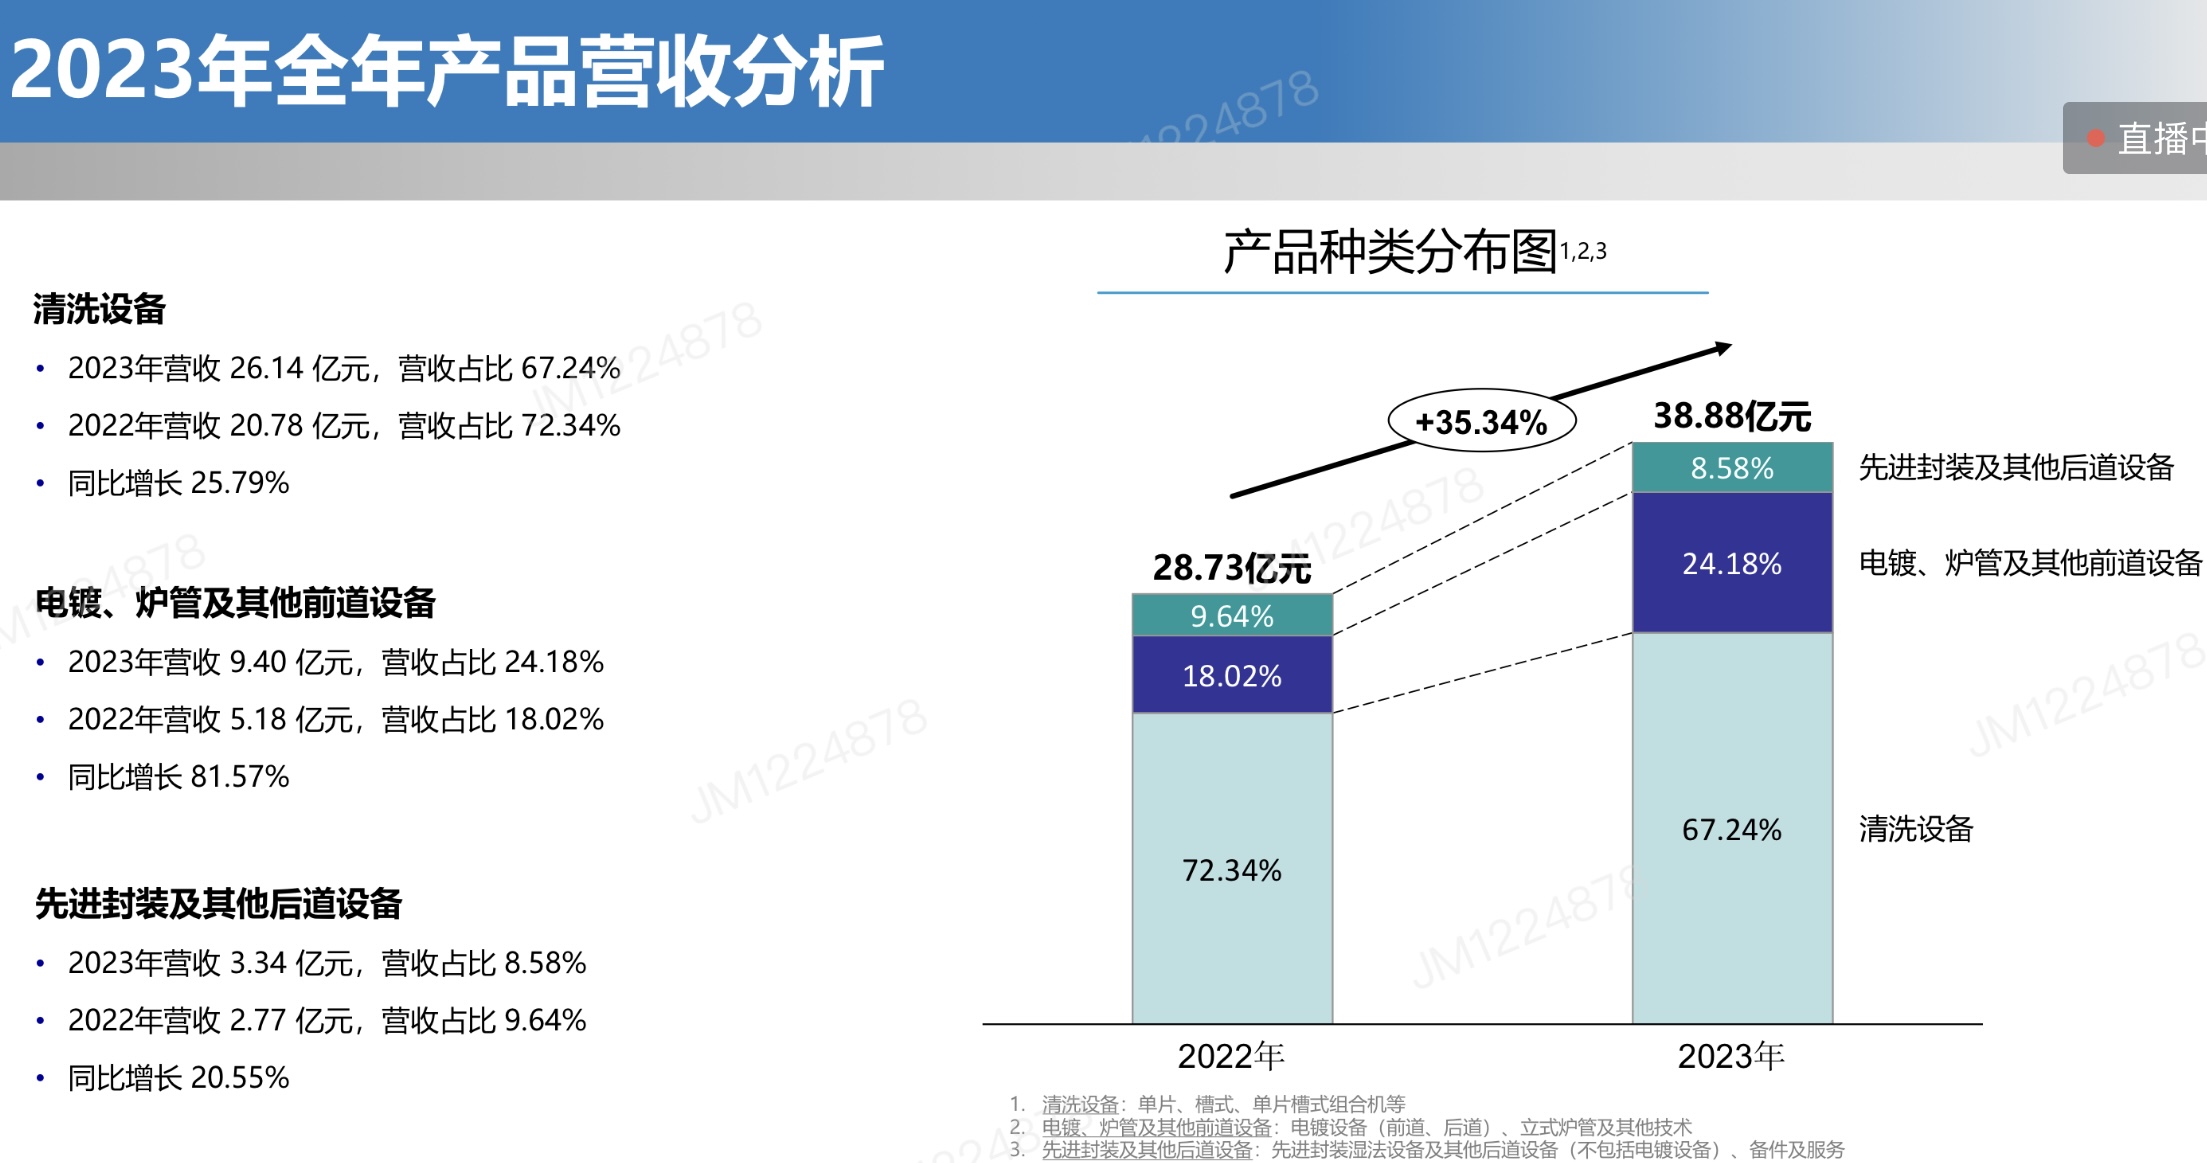 2023年全年产品营收分析
直播中
产品种类分布图1,2,3
清洗设备
• 2023年营收 26.14 亿元，营收占比 67.24%
• 2022年营收 20.78 亿元，营收占比 72.34%
• 同比增长 25.79%
电镀、炉管及其他前道设备
• 2023年营收 9.40 亿元，营收占比 24.18%
• 2022年营收 5.18 亿元，营收占比 18.02%
• 同比增长 81.57%
先进封装及其他后道设备
• 2023年营收 3.34 亿元，营收占比 8.58%
• 2022年营收 2.77 亿元，营收占比 9.64%
• 同比增长 20.55%
+35.34%
38.88亿元
8.58%
先进封装及其他后道设备
24.18%
电镀、炉管及其他前道设备
67.24%
清洗设备
28.73亿元
9.64%
18.02%
72.34%
2022年
2023年
1. 清洗设备：单片、槽式、单片槽式组合机等
2. 电镀、炉管及其他前道设备：电镀设备（前道、后道）、立式炉管及其他技术
3. 先进封装及其他后道设备：先进封装湿法设备及其他后道设备（不包括电镀设备）、备件及服务
JM1224878